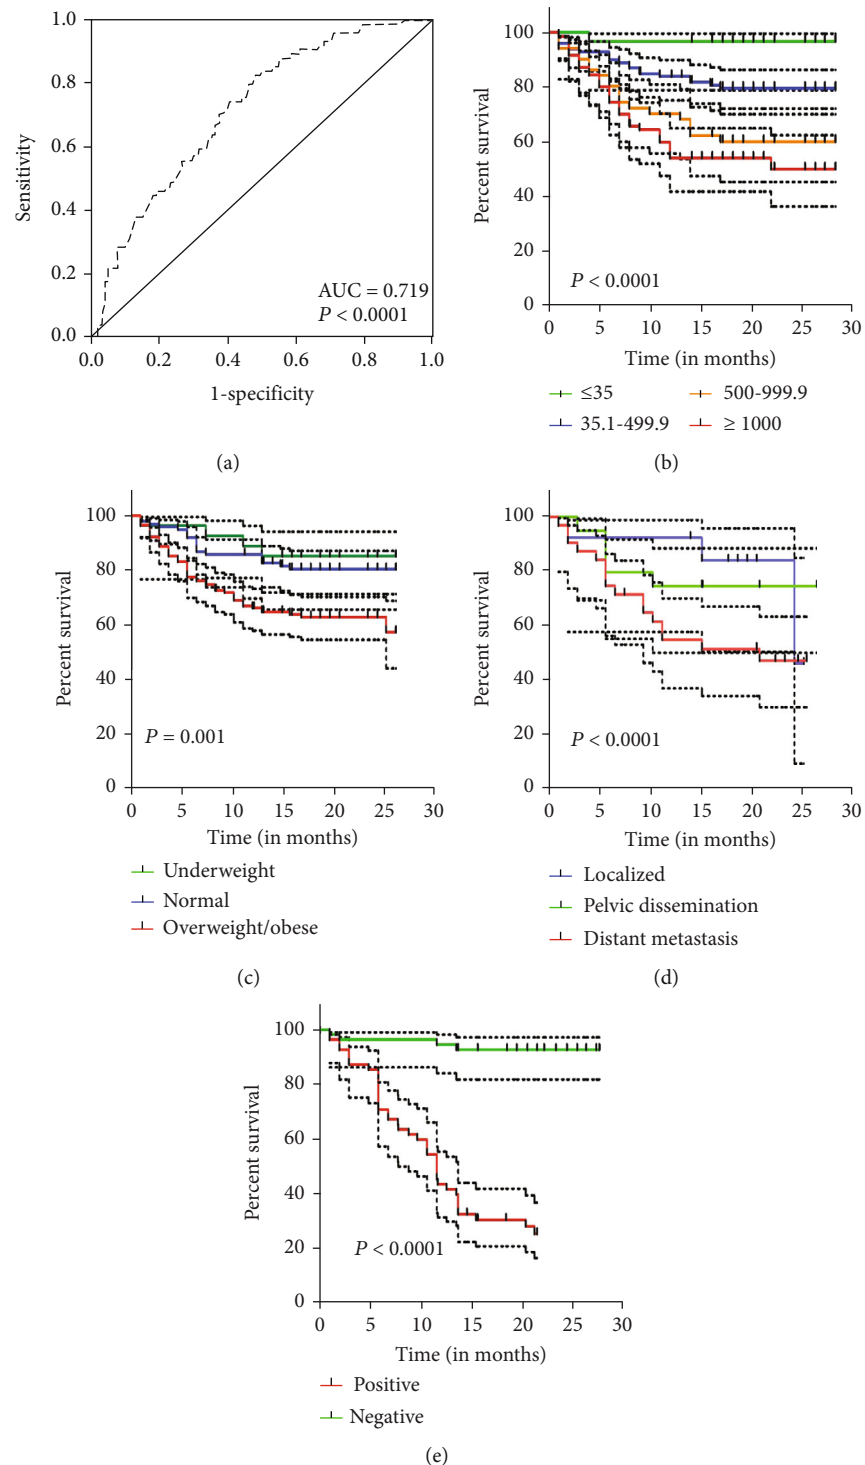 1.0
0.8
0.6
0.4
0.2
0.0
Sensitivity
AUC = 0.719
P < 0.0001
0.0 0.2 0.4 0.6 0.8 1.0
1-specificity
(a)
100
80
60
40
20
0
Percent survival
P < 0.0001
0 5 10 15 20 25 30
Time (in months)
≤35 500-999.9
35.1-499.9 ≥ 1000
(b)
100
80
60
40
20
0
Percent survival
P = 0.001
0 5 10 15 20 25 30
Time (in months)
Underweight
Normal
Overweight/obese
(c)
100
80
60
40
20
0
Percent survival
P < 0.0001
0 5 10 15 20 25 30
Time (in months)
Localized
Pelvic dissemination
Distant metastasis
(d)
100
80
60
40
20
0
Percent survival
P < 0.0001
0 5 10 15 20 25 30
Time (in months)
Positive
Negative
(e)